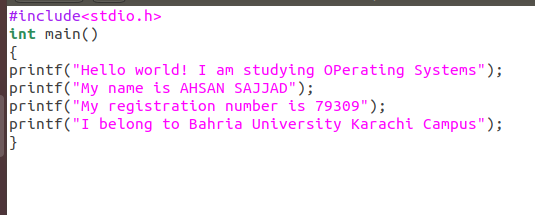 #include<stdio.h>
int main()
{
printf("Hello world! I am studying OPerating Systems");
printf("My name is AHSAN SAJJAD");
printf("My registration number is 79309");
printf("I belong to Bahria University Karachi Campus");
}